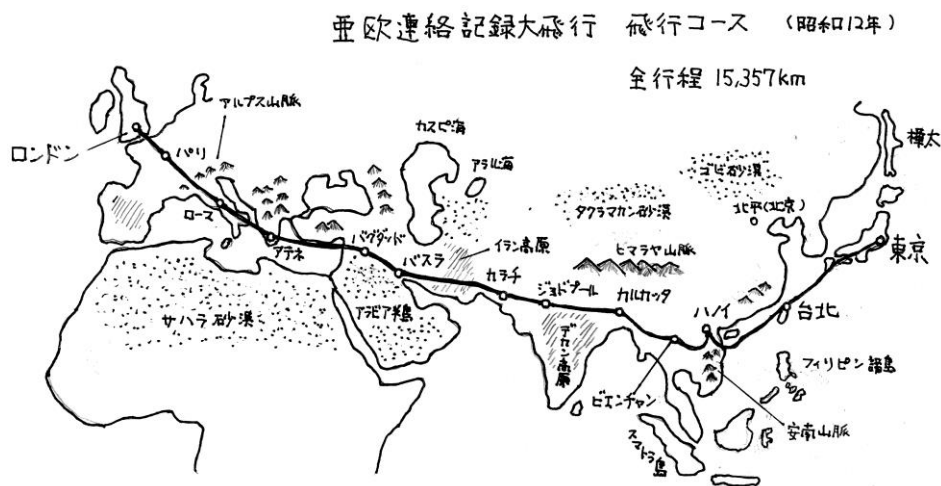 亜欧連絡記録大飛行 飛行コース (昭和12年)
全行程 15,357km
アルプス山脈
ロンドン
パリ
カスピ海
アラル海
ゴビ砂漠
樺太
タクラマカン砂漠
北平(北京)
ローマ
アテネ
バグダッド
バスラ
イラン高原
カラチ
ヒマラヤ山脈
東京
ジョドプール
カルカッタ
ハノイ
台北
サハラ砂漠
アラビア半島
デカン高原
ビエンチャン
フィリピン諸島
安南山脈
スマトラ島